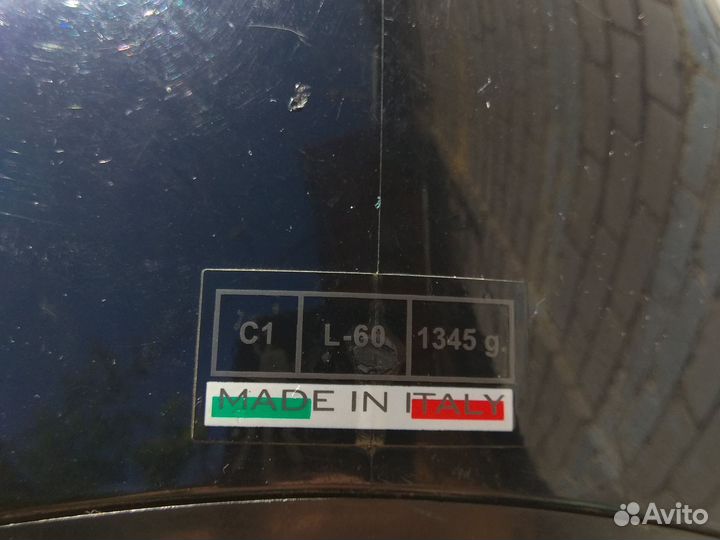 C1 L-60 1345 g.
MADE IN ITALY
Avito